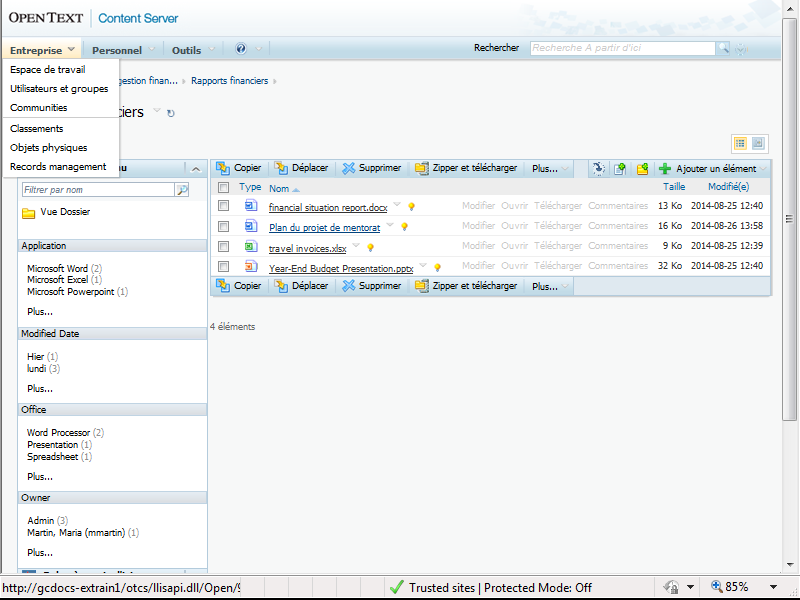 OPEN TEXT | Content Server
Entreprise Personnel Outils Rechercher Recherche A partir d'ici
Espace de travail
Utilisateurs et groupes
Communities
Classements
Objets physiques
Records management
Rapports financiers
Copier Déplacer Supprimer Zipper et télécharger Plus... Ajouter un élément
Type Nom Taille Modifié(e)
financial situation report.docx Modifier Ouvrir Télécharger Commentaires 13 Ko 2014-08-25 12:40
Plan du projet de mentorat Modifier Ouvrir Télécharger Commentaires 16 Ko 2014-08-26 13:58
travel invoices.xlsx Modifier Ouvrir Télécharger Commentaires 9 Ko 2014-08-25 12:39
Year-End Budget Presentation.pptx Modifier Ouvrir Télécharger Commentaires 32 Ko 2014-08-25 12:40
Copier Déplacer Supprimer Zipper et télécharger Plus...
4 éléments
Filtrer par nom
Vue Dossier
Application
Microsoft Word (2)
Microsoft Excel (1)
Microsoft Powerpoint (1)
Plus...
Modified Date
Hier (1)
lundi (3)
Plus...
Office
Word Processor (2)
Presentation (1)
Spreadsheet (1)
Plus...
Owner
Admin (3)
Martin, Maria (mmartin) (1)
Plus...
http://gcdocs-extrain1/otcs/llisapi.dll/Open/ Trusted sites | Protected Mode: Off 85%